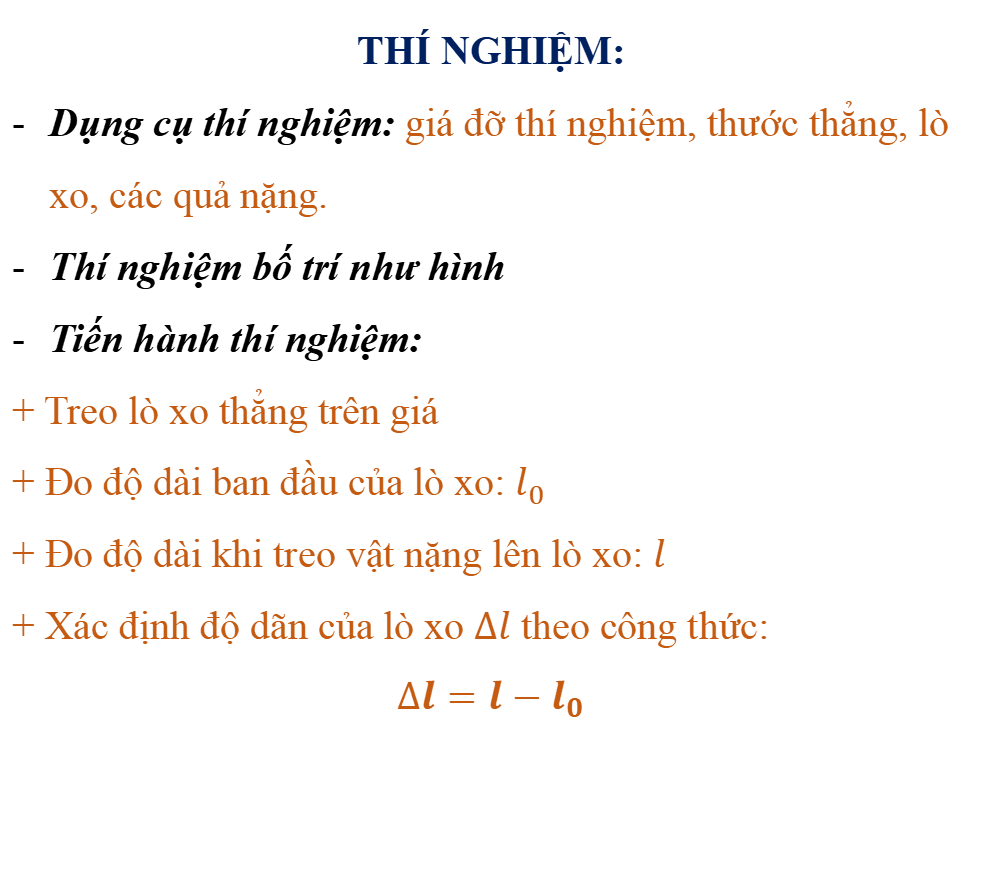 THÍ NGHIỆM:
- Dụng cụ thí nghiệm: giá đỡ thí nghiệm, thước thẳng, lò
xo, các quả nặng.
- Thí nghiệm bố trí như hình
- Tiến hành thí nghiệm:
+ Treo lò xo thẳng trên giá
+ Đo độ dài ban đầu của lò xo: l₀
+ Đo độ dài khi treo vật nặng lên lò xo: l
+ Xác định độ dãn của lò xo Δl theo công thức:
Δl = l − l₀